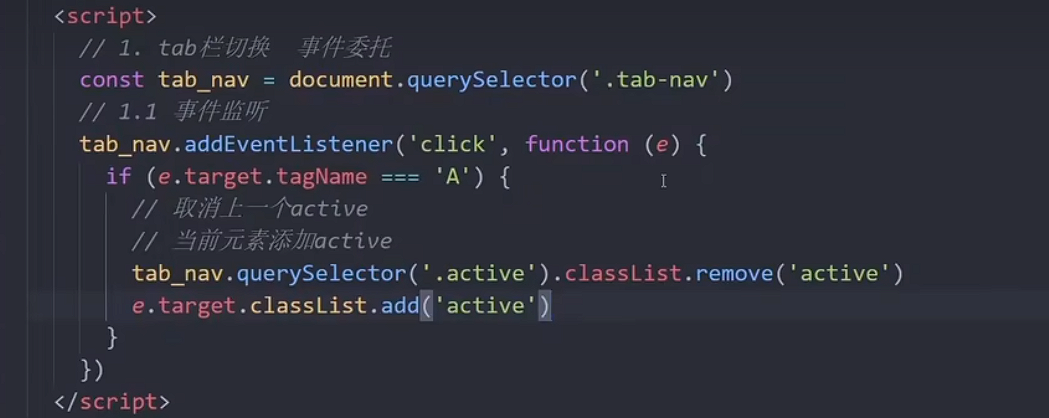 <script>
// 1. tab栏切换  事件委托
const tab_nav = document.querySelector('.tab-nav')
// 1.1 事件监听
tab_nav.addEventListener('click', function (e) {
if (e.target.tagName === 'A') {
// 取消上一个active
// 当前元素添加active
tab_nav.querySelector('.active').classList.remove('active')
e.target.classList.add('active')
}
})
</script>